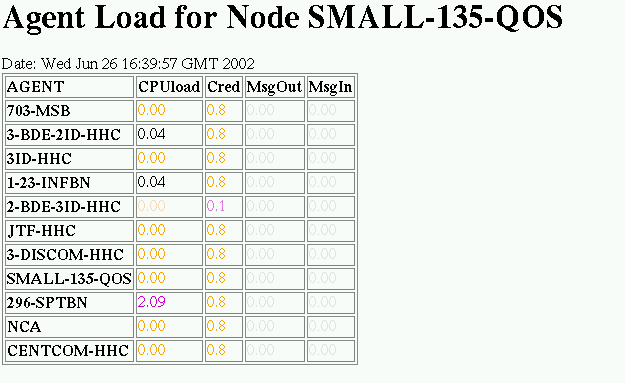 Agent Load for Node SMALL-135-QOS
Date: Wed Jun 26 16:39:57 GMT 2002
AGENT CPUload Cred MsgOut MsgIn
703-MSB 0.00 0.8 0.00 0.00
3-BDE-2ID-HHC 0.04 0.8 0.00 0.00
3ID-HHC 0.00 0.8 0.00 0.00
1-23-INFBN 0.04 0.8 0.00 0.00
2-BDE-3ID-HHC 0.00 0.1 0.00 0.00
JTF-HHC 0.00 0.8 0.00 0.00
3-DISCOM-HHC 0.00 0.8 0.00 0.00
SMALL-135-QOS 0.00 0.8 0.00 0.00
296-SPTBN 2.09 0.8 0.00 0.00
NCA 0.00 0.8 0.00 0.00
CENTCOM-HHC 0.00 0.8 0.00 0.00